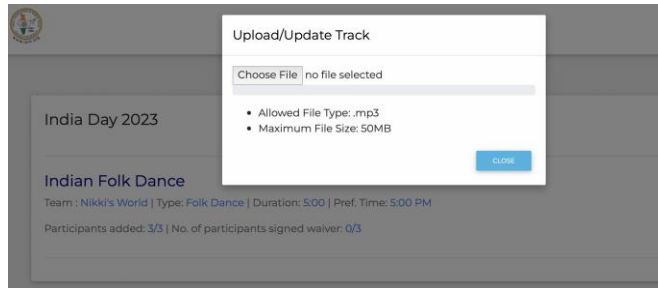 Upload/Update Track
Choose File no file selected
Allowed File Type: .mp3
Maximum File Size: 50MB
CLOSE
India Day 2023
Indian Folk Dance
Team : Nikki's World | Type: Folk Dance | Duration: 5:00 | Pref. Time: 5:00 PM
Participants added: 3/3 | No. of participants signed waiver: 0/3